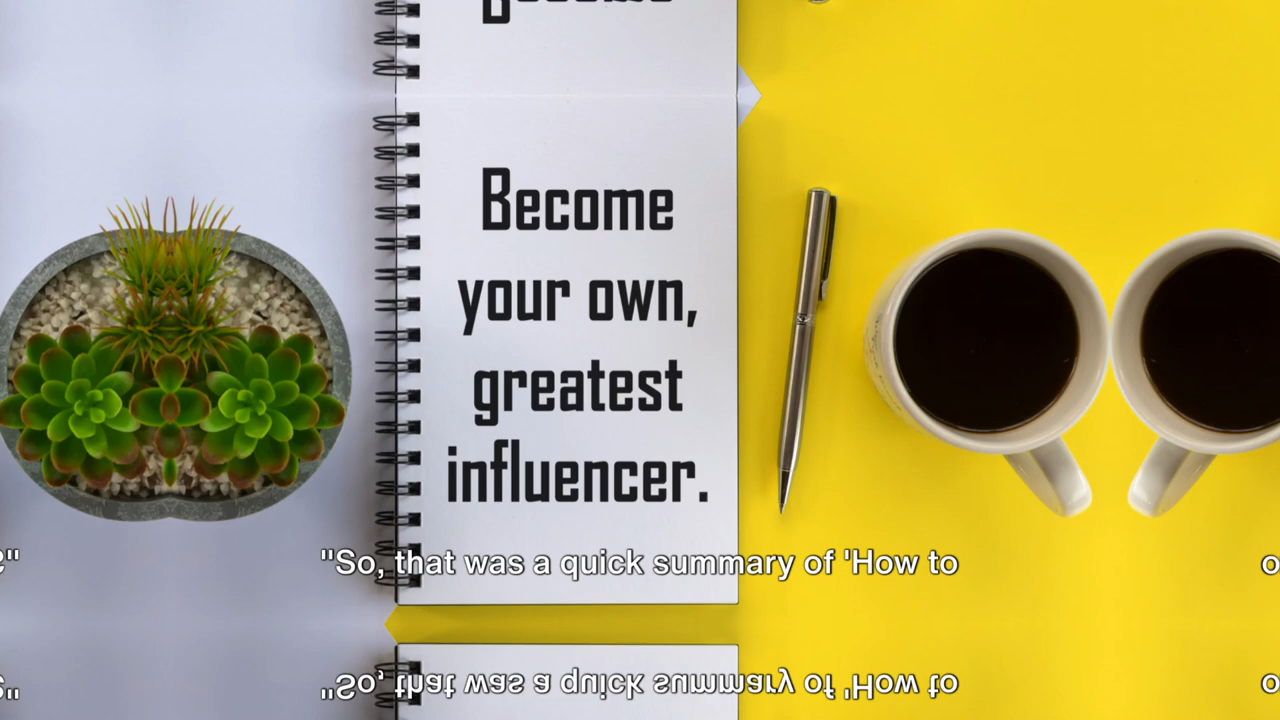 Become
Become
your own,
greatest
influencer.
"So, that was a quick summary of 'How to
"So, that was a quick summary of 'How to